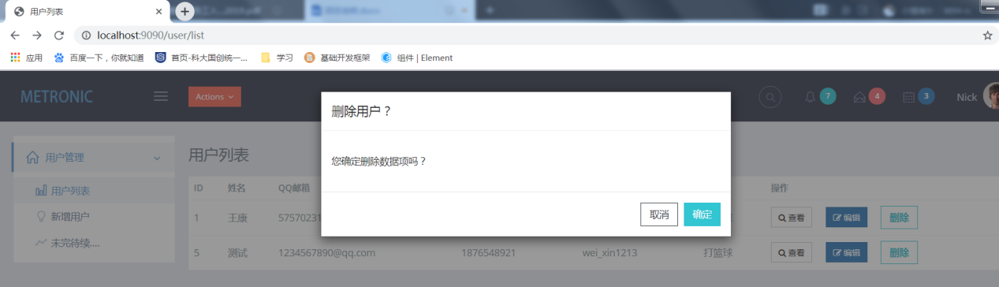 用户列表
localhost:9090/user/list
应用 百度一下，你就知道 首页-科大国创统一... 学习 基础开发框架 组件 | Element
METRONIC Actions 7 4 3 Nick
删除用户？
您确定删除数据项吗？
取消 确定
用户管理
用户列表
新增用户
未完待续....
用户列表
ID 姓名 QQ邮箱 操作
1 王康 57570231 查看 编辑 删除
5 测试 1234567890@qq.com 1876548921 wei_xin1213 打篮球 查看 编辑 删除